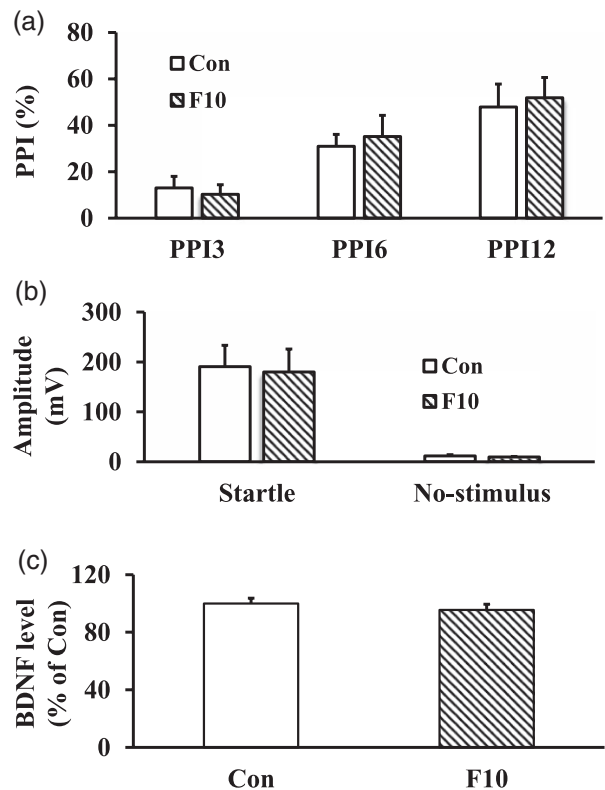 (a)
PPI (%)
80
60
40
20
0
Con
F10
PPI3
PPI6
PPI12
(b)
Amplitude
(mV)
300
200
100
0
Con
F10
Startle
No-stimulus
(c)
BDNF level
(% of Con)
120
80
40
0
Con
F10